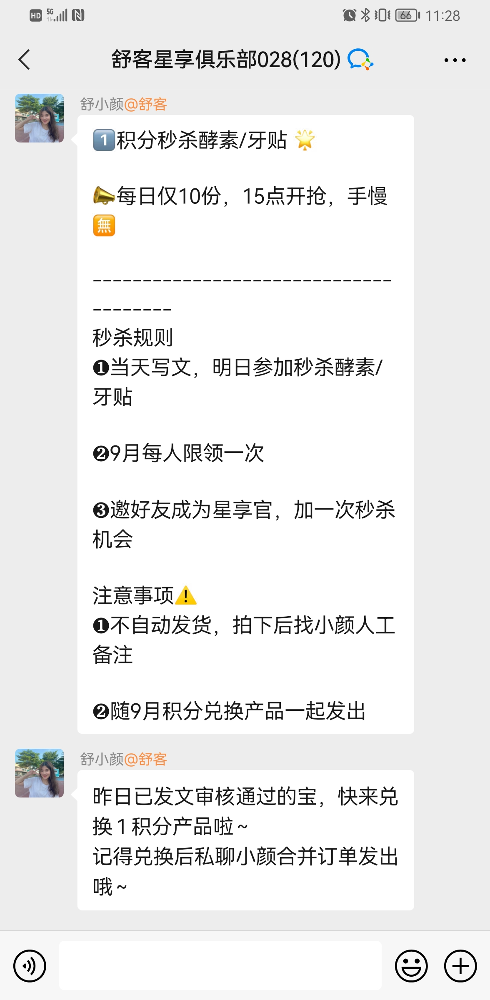 HD 5G 66 11:28
舒客星享俱乐部028(120)
舒小颜@舒客
1️⃣积分秒杀酵素/牙贴 🌟
📣每日仅10份，15点开抢，手慢
🈚
------------------------------
--------
秒杀规则
❶当天写文，明日参加秒杀酵素/
牙贴
❷9月每人限领一次
❸邀好友成为星享官，加一次秒杀
机会
注意事项⚠️
❶不自动发货，拍下后找小颜人工
备注
❷随9月积分兑换产品一起发出
舒小颜@舒客
昨日已发文审核通过的宝，快来兑
换1积分产品啦~
记得兑换后私聊小颜合并订单发出
哦~